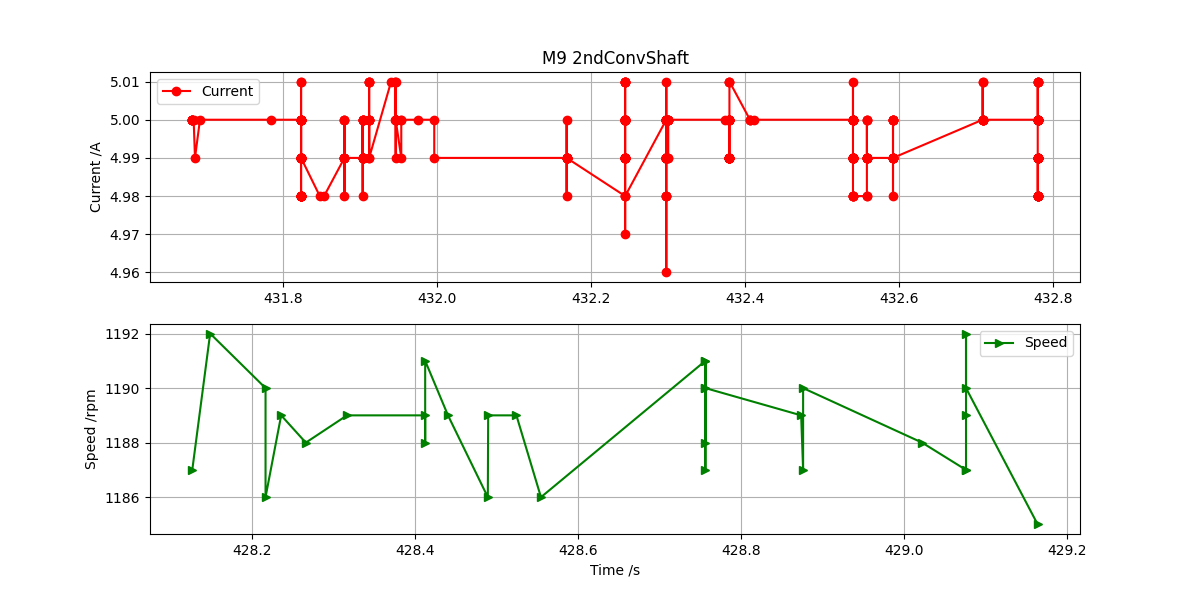 M9 2ndConvShaft
5.01
5.00
4.99
4.98
4.97
4.96
Current /A
Current
431.8 432.0 432.2 432.4 432.6 432.8
1192
1190
1188
1186
Speed /rpm
Speed
428.2 428.4 428.6 428.8 429.0 429.2
Time /s